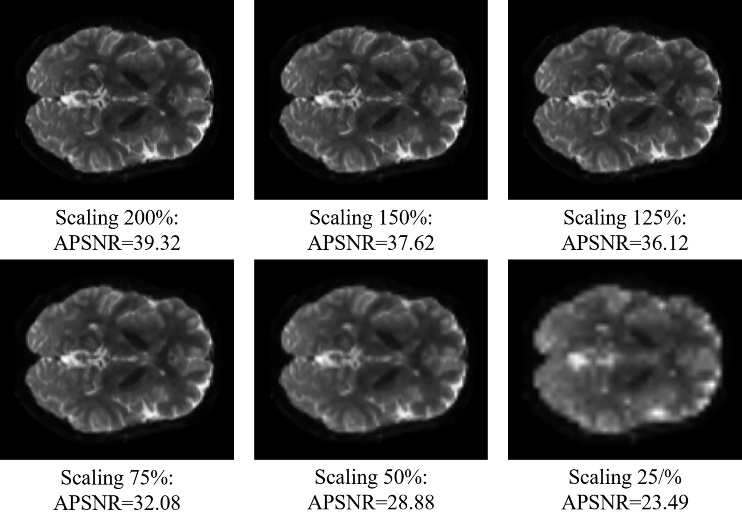 Scaling 200%:
APSNR=39.32
Scaling 150%:
APSNR=37.62
Scaling 125%:
APSNR=36.12
Scaling 75%:
APSNR=32.08
Scaling 50%:
APSNR=28.88
Scaling 25/%
APSNR=23.49